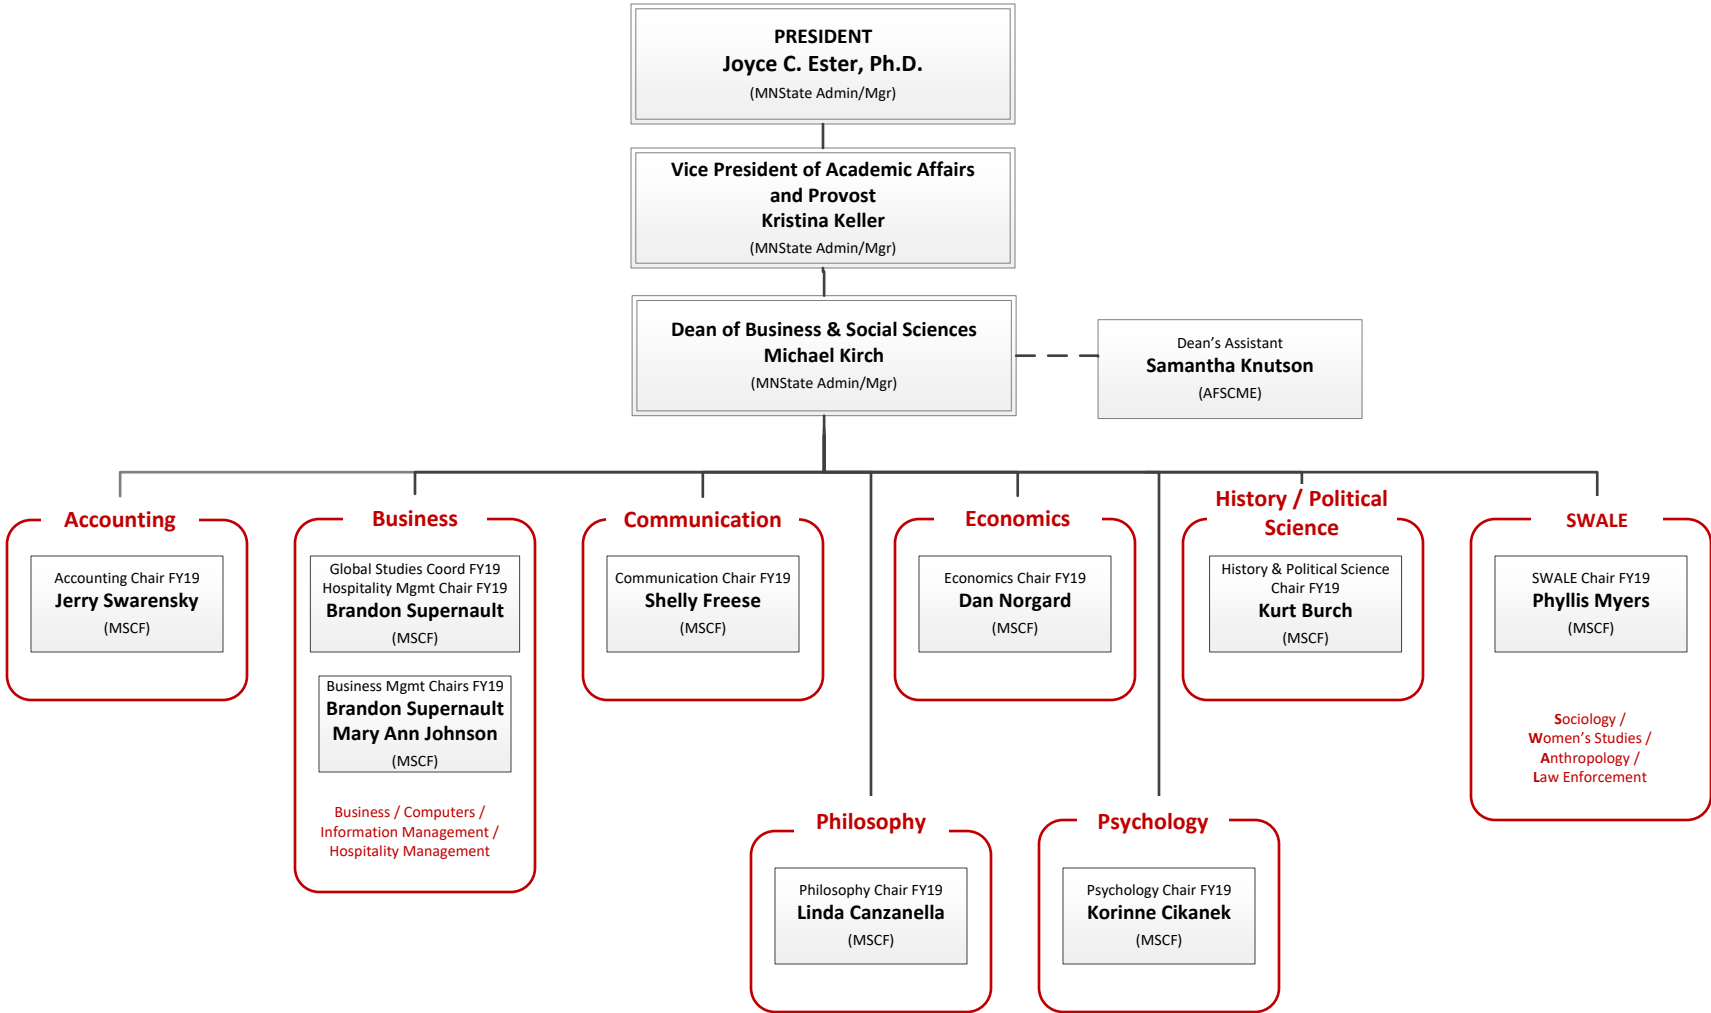 PRESIDENT
Joyce C. Ester, Ph.D.
(MNState Admin/Mgr)
Vice President of Academic Affairs
and Provost
Kristina Keller
(MNState Admin/Mgr)
Dean of Business & Social Sciences
Michael Kirch
(MNState Admin/Mgr)
Dean’s Assistant
Samantha Knutson
(AFSCME)
Accounting
Accounting Chair FY19
Jerry Swarensky
(MSCF)
Business
Global Studies Coord FY19
Hospitality Mgmt Chair FY19
Brandon Supernault
(MSCF)
Business Mgmt Chairs FY19
Brandon Supernault
Mary Ann Johnson
(MSCF)
Business / Computers /
Information Management /
Hospitality Management
Communication
Communication Chair FY19
Shelly Freese
(MSCF)
Economics
Economics Chair FY19
Dan Norgard
(MSCF)
History / Political
Science
History & Political Science
Chair FY19
Kurt Burch
(MSCF)
SWALE
SWALE Chair FY19
Phyllis Myers
(MSCF)
Sociology /
Women’s Studies /
Anthropology /
Law Enforcement
Philosophy
Philosophy Chair FY19
Linda Canzanella
(MSCF)
Psychology
Psychology Chair FY19
Korinne Cikanek
(MSCF)